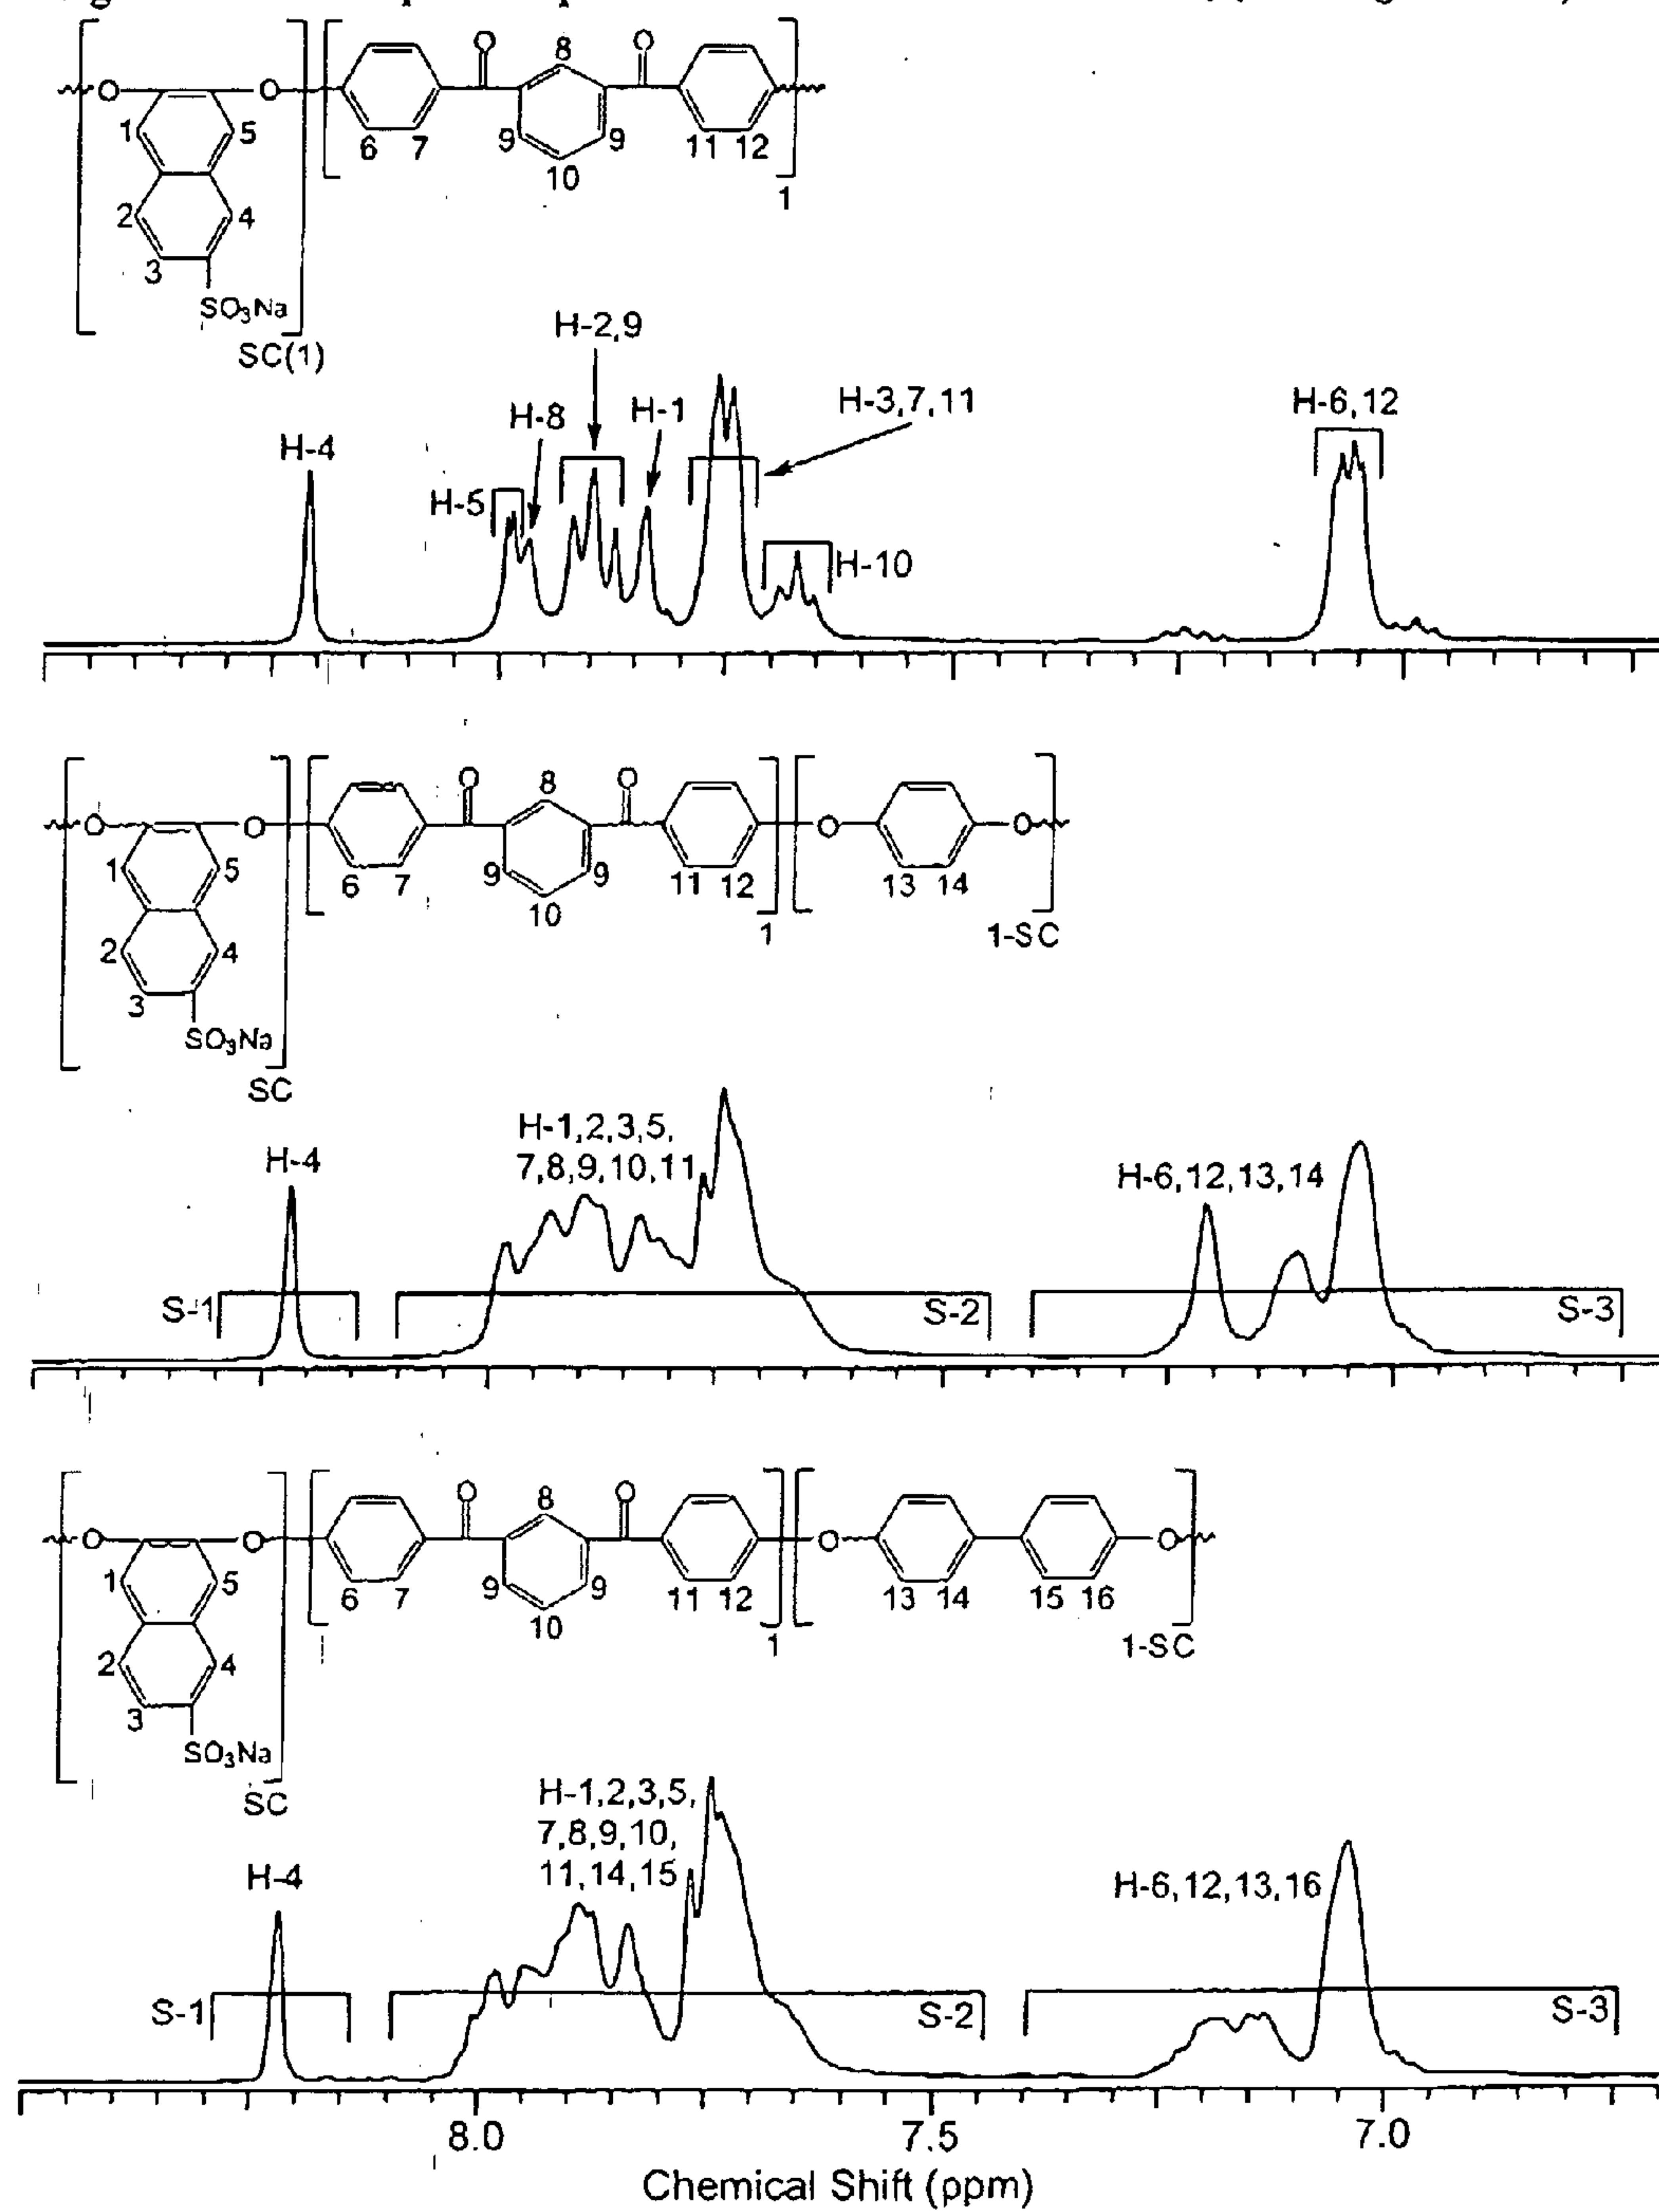 O O
O 8 O
1 5 6 7 9 9 11 12
10
1
2 4
3
SO3Na
SC(1)
H-2,9
H-8 H-1 H-3,7,11 H-6,12
H-4
H-5
H-10
O O
O 8 O O O
1 5 6 7 9 9 11 12 13 14
10
1 1-SC
2 4
3
SO3Na
SC
H-1,2,3,5,
7,8,9,10,11
H-4
H-6,12,13,14
S-1 S-2 S-3
O O
O 8 O O O
1 5 6 7 9 9 11 12 13 14 15 16
10
1 1-SC
2 4
3
SO3Na
SC
H-1,2,3,5,
7,8,9,10,
11,14,15
H-4
H-6,12,13,16
S-1 S-2 S-3
8.0 7.5 7.0
Chemical Shift (ppm)